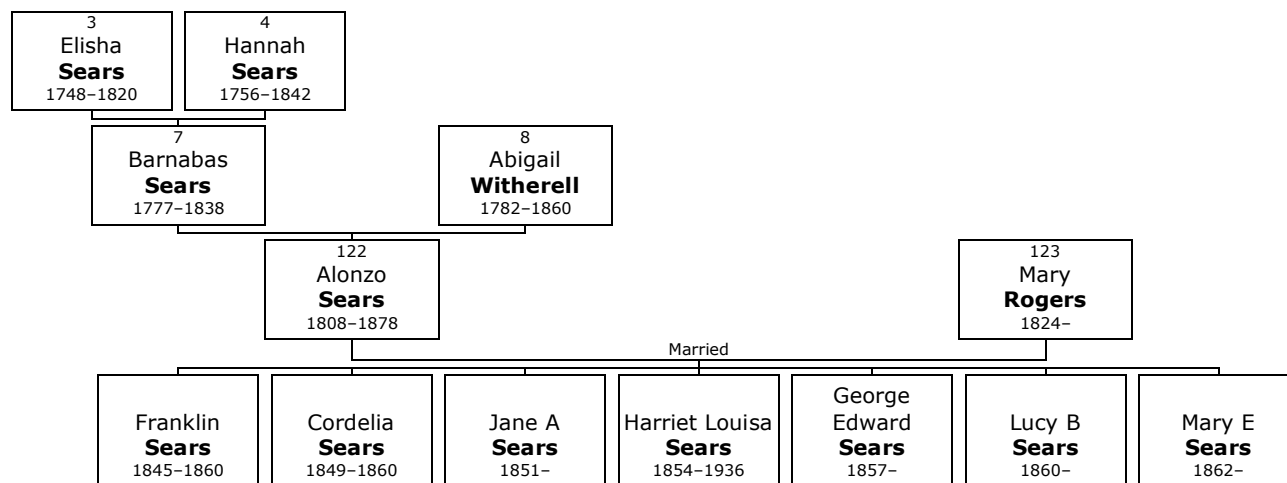 3
Elisha
Sears
1748–1820
4
Hannah
Sears
1756–1842
7
Barnabas
Sears
1777–1838
8
Abigail
Witherell
1782–1860
122
Alonzo
Sears
1808–1878
123
Mary
Rogers
1824–
Married
Franklin
Sears
1845–1860
Cordelia
Sears
1849–1860
Jane A
Sears
1851–
Harriet Louisa
Sears
1854–1936
George
Edward
Sears
1857–
Lucy B
Sears
1860–
Mary E
Sears
1862–